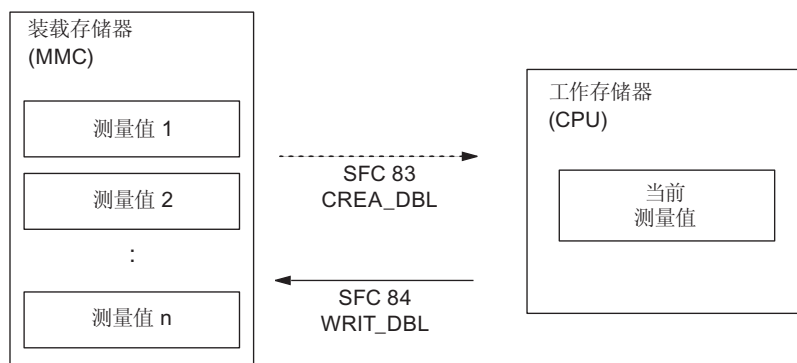 装载存储器
(MMC)
测量值 1
测量值 2
:
测量值 n
SFC 83
CREA_DBL
SFC 84
WRIT_DBL
工作存储器
(CPU)
当前
测量值